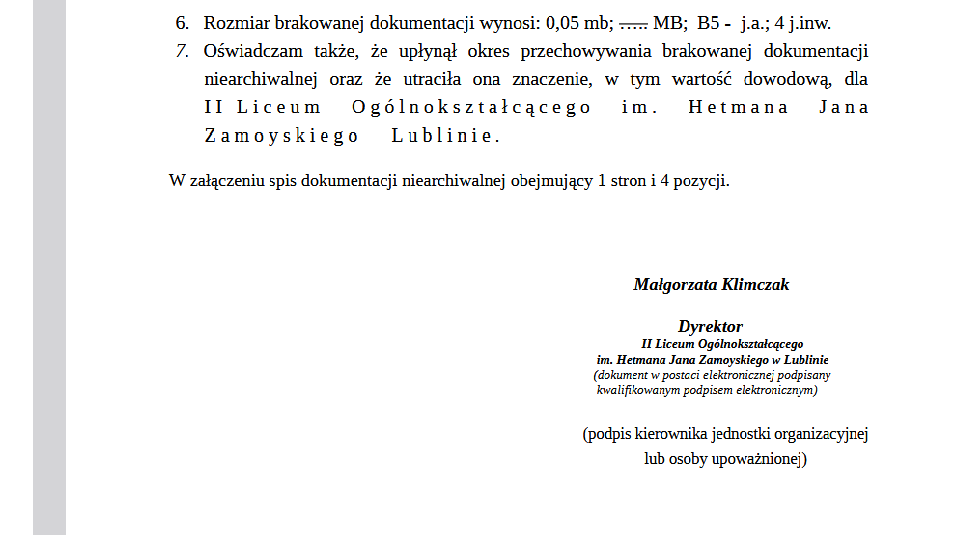 6. Rozmiar brakowanej dokumentacji wynosi: 0,05 mb; ..... MB; B5 - j.a.; 4 j.inw.
7. Oświadczam także, że upłynął okres przechowywania brakowanej dokumentacji
niearchiwalnej oraz że utraciła ona znaczenie, w tym wartość dowodową, dla
II Liceum Ogólnokształcącego im. Hetmana Jana
Zamoyskiego Lublinie.
W załączeniu spis dokumentacji niearchiwalnej obejmujący 1 stron i 4 pozycji.
Małgorzata Klimczak
Dyrektor
II Liceum Ogólnokształcącego
im. Hetmana Jana Zamoyskiego w Lublinie
(dokument w postaci elektronicznej podpisany
kwalifikowanym podpisem elektronicznym)
(podpis kierownika jednostki organizacyjnej
lub osoby upoważnionej)